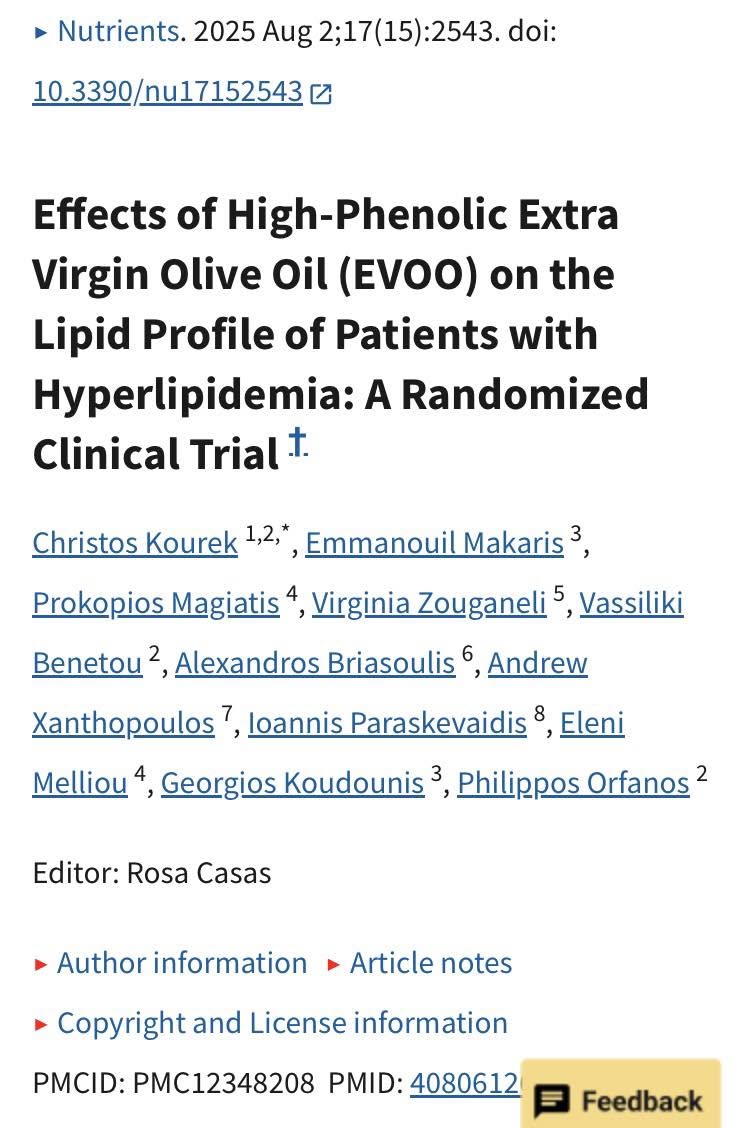 ► Nutrients. 2025 Aug 2;17(15):2543. doi:
10.3390/nu17152543
Effects of High-Phenolic Extra
Virgin Olive Oil (EVOO) on the
Lipid Profile of Patients with
Hyperlipidemia: A Randomized
Clinical Trial †
Christos Kourek 1,2,*, Emmanouil Makaris 3,
Prokopios Magiatis 4, Virginia Zouganeli 5, Vassiliki
Benetou 2, Alexandros Briasoulis 6, Andrew
Xanthopoulos 7, Ioannis Paraskevaidis 8, Eleni
Melliou 4, Georgios Koudounis 3, Philippos Orfanos 2
Editor: Rosa Casas
► Author information ► Article notes
► Copyright and License information
PMCID: PMC12348208 PMID:
Feedback